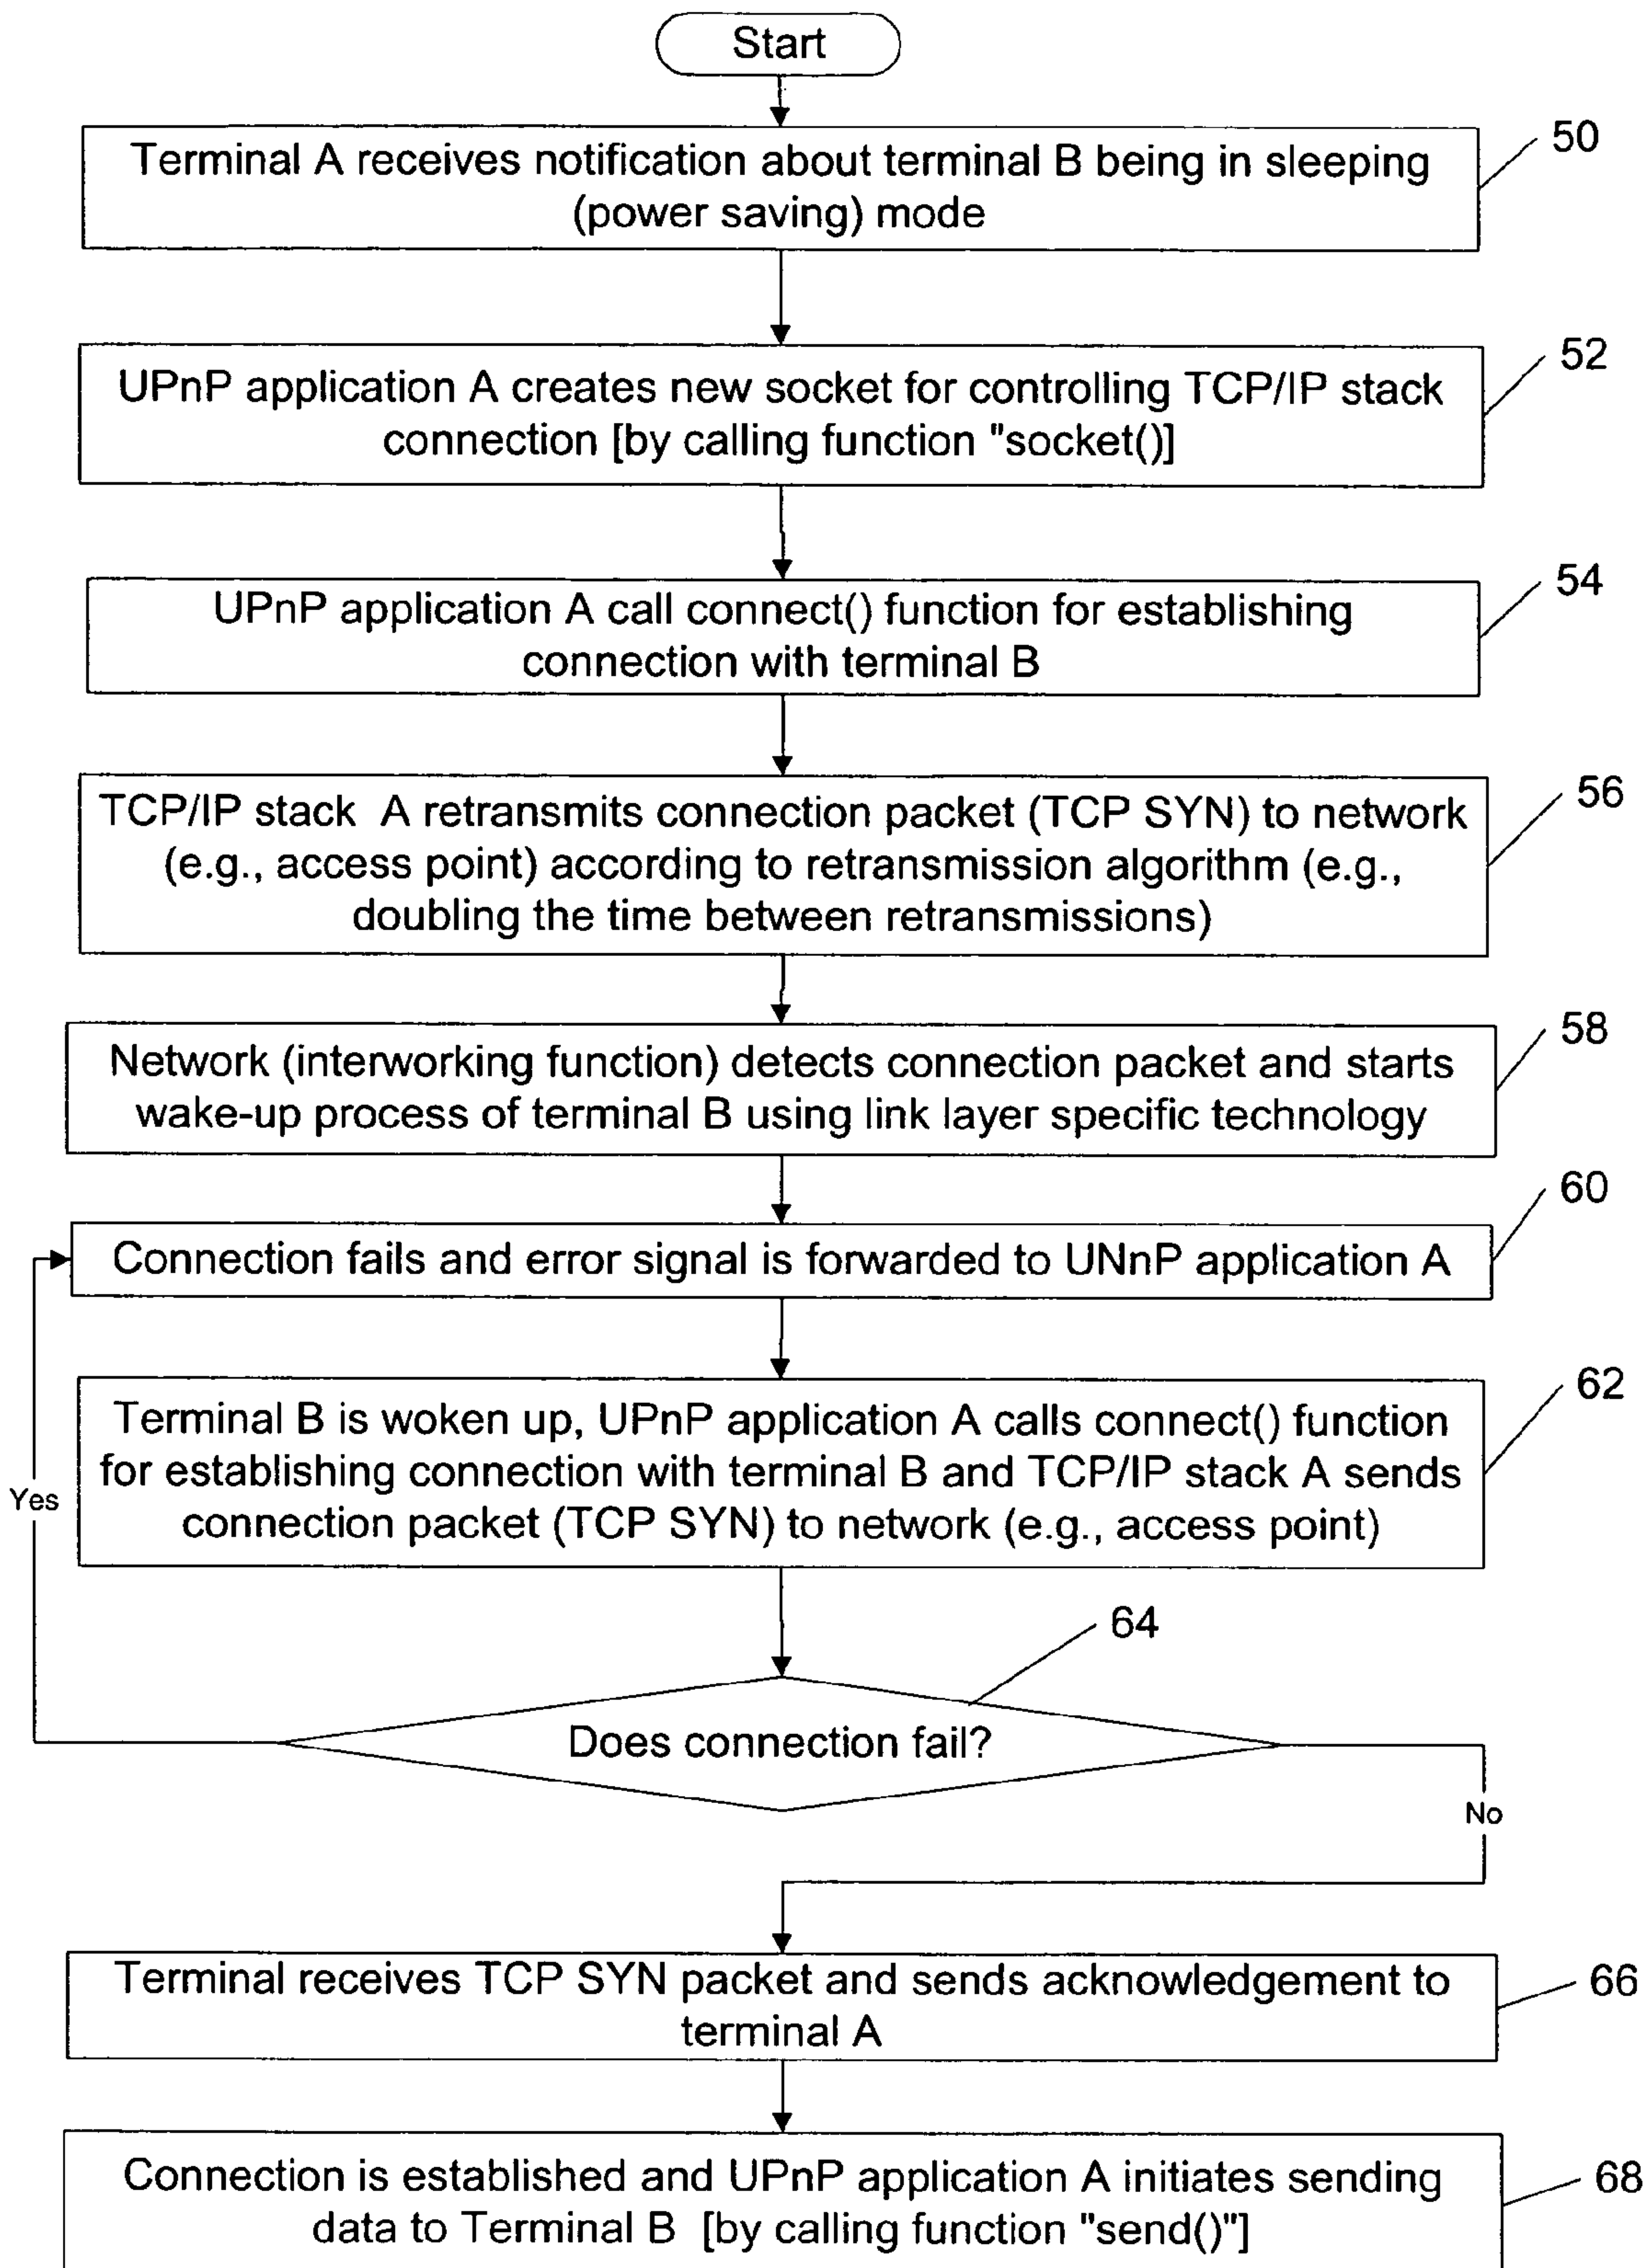 Start
Terminal A receives notification about terminal B being in sleeping
(power saving) mode
50
UPnP application A creates new socket for controlling TCP/IP stack
connection [by calling function "socket()]
52
UPnP application A call connect() function for establishing
connection with terminal B
54
TCP/IP stack A retransmits connection packet (TCP SYN) to network
(e.g., access point) according to retransmission algorithm (e.g.,
doubling the time between retransmissions)
56
Network (interworking function) detects connection packet and starts
wake-up process of terminal B using link layer specific technology
58
Connection fails and error signal is forwarded to UNnP application A
60
Terminal B is woken up, UPnP application A calls connect() function
for establishing connection with terminal B and TCP/IP stack A sends
connection packet (TCP SYN) to network (e.g., access point)
62
Yes
64
Does connection fail?
No
Terminal receives TCP SYN packet and sends acknowledgement to
terminal A
66
Connection is established and UPnP application A initiates sending
data to Terminal B [by calling function "send()"]
68